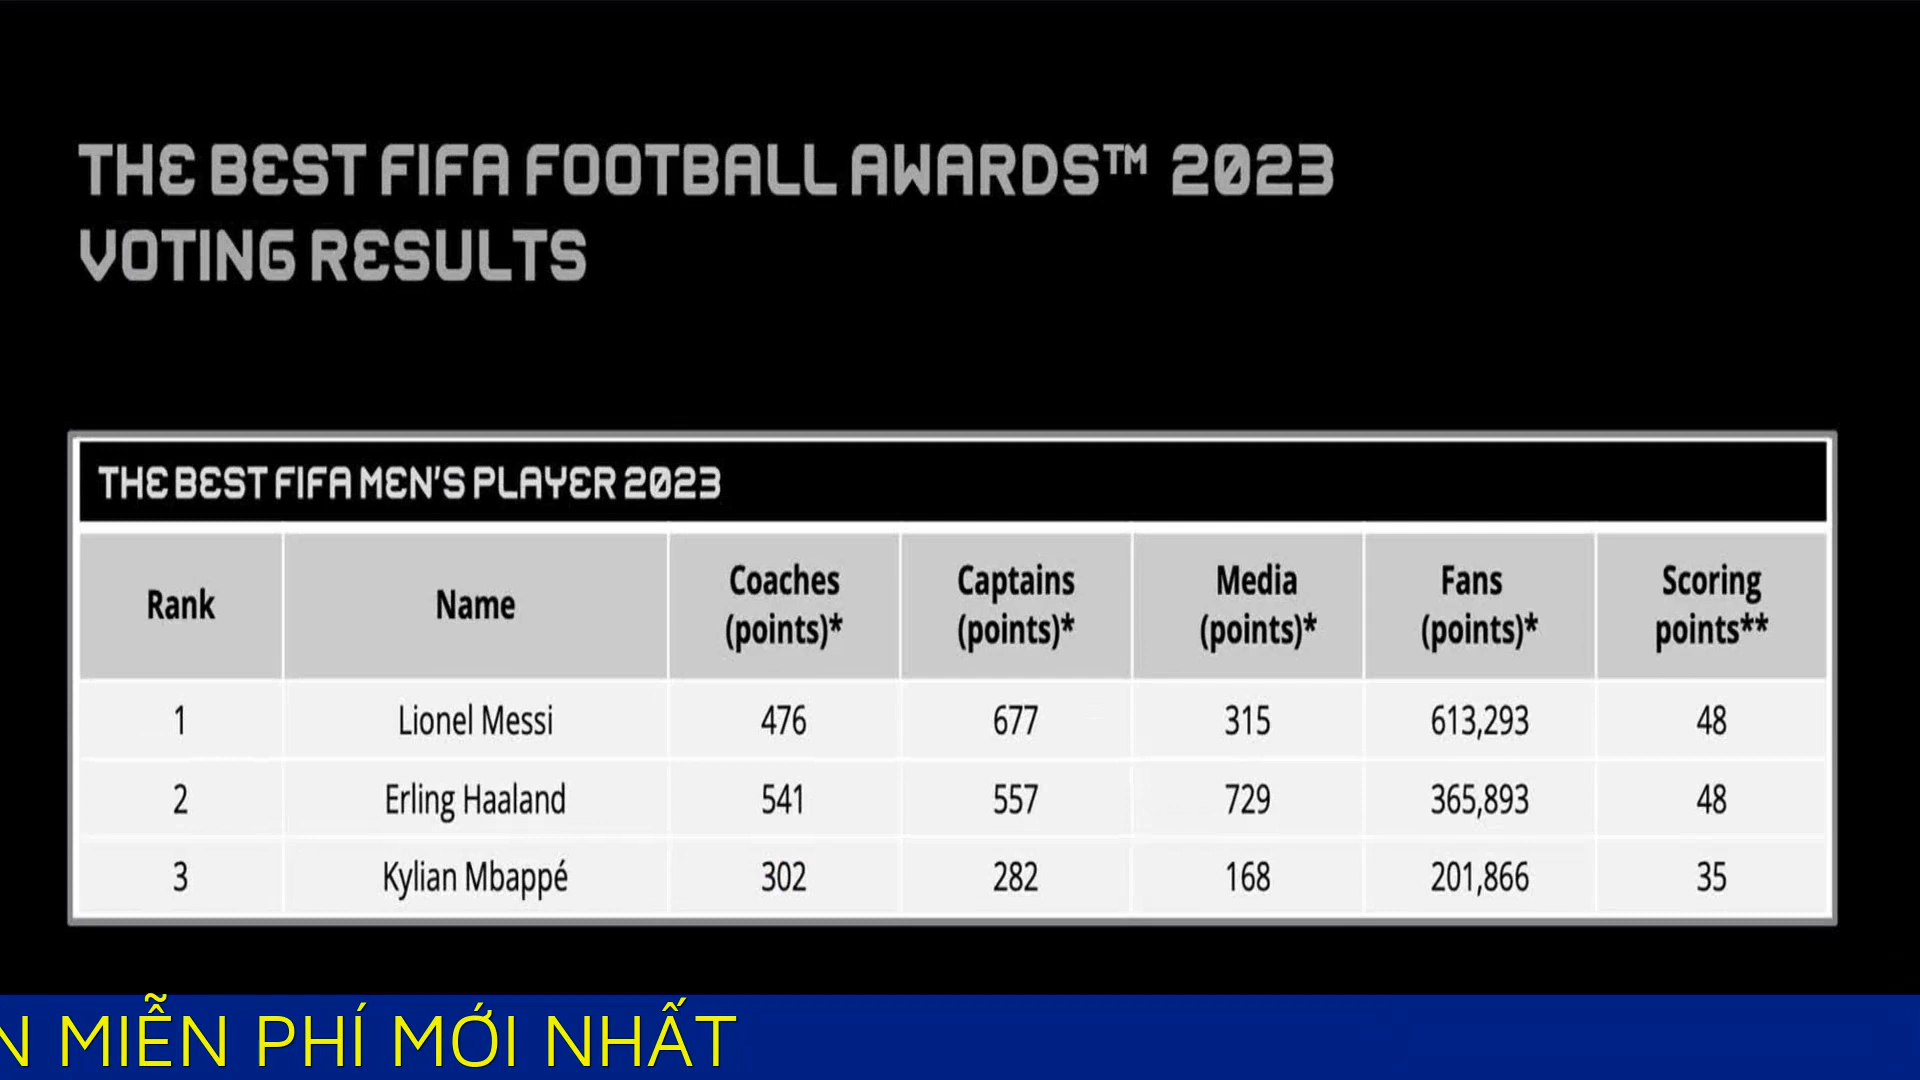 THE BEST FIFA FOOTBALL AWARDS™ 2023
VOTING RESULTS
THE BEST FIFA MEN'S PLAYER 2023
Rank Name Coaches (points)* Captains (points)* Media (points)* Fans (points)* Scoring points**
1 Lionel Messi 476 677 315 613,293 48
2 Erling Haaland 541 557 729 365,893 48
3 Kylian Mbappé 302 282 168 201,866 35
N MIỄN PHÍ MỚI NHẤT